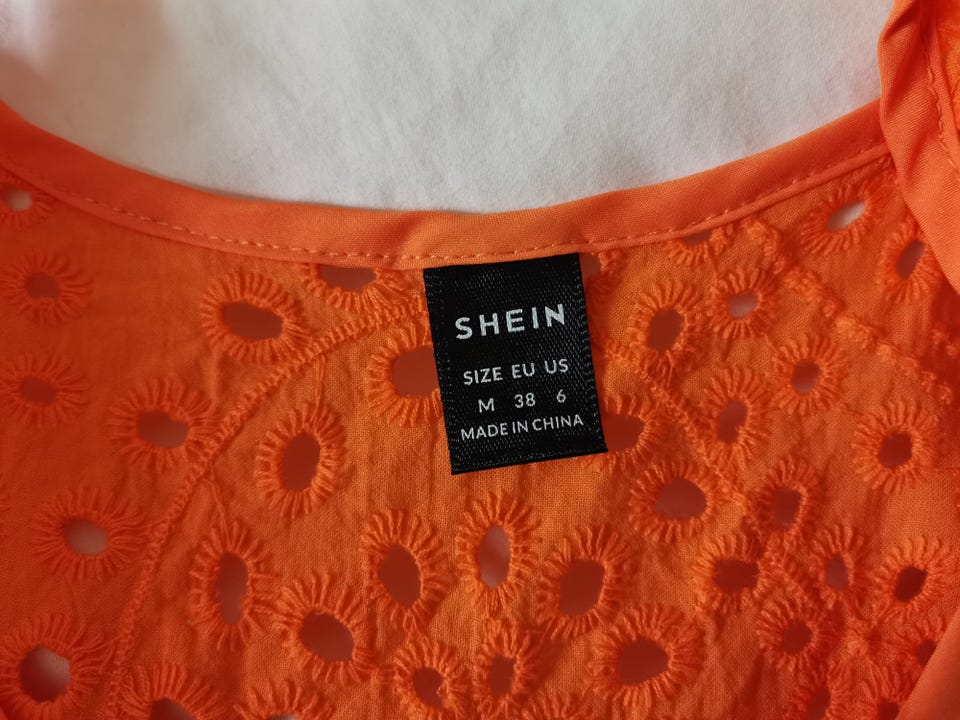 SHEIN
SIZE EU US
M 38 6
MADE IN CHINA